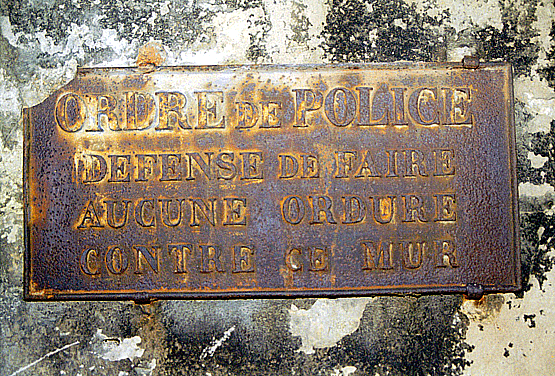 ORDRE DE POLICE
DEFENSE DE FAIRE
AUCUNE ORDURE
CONTRE CE MUR